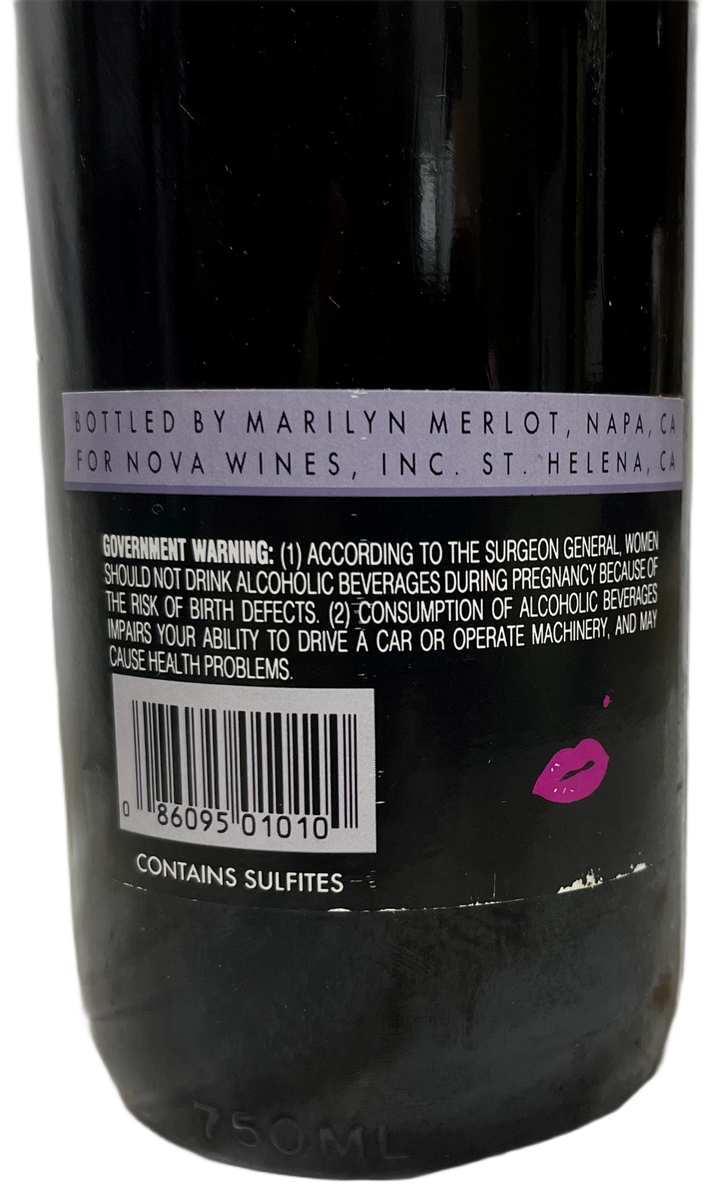 BOTTLED BY MARILYN MERLOT, NAPA, CA
FOR NOVA WINES, INC. ST. HELENA, CA
GOVERNMENT WARNING: (1) ACCORDING TO THE SURGEON GENERAL, WOMEN
SHOULD NOT DRINK ALCOHOLIC BEVERAGES DURING PREGNANCY BECAUSE OF
THE RISK OF BIRTH DEFECTS. (2) CONSUMPTION OF ALCOHOLIC BEVERAGES
IMPAIRS YOUR ABILITY TO DRIVE A CAR OR OPERATE MACHINERY, AND MAY
CAUSE HEALTH PROBLEMS.
0 86095 01010
CONTAINS SULFITES
750ML